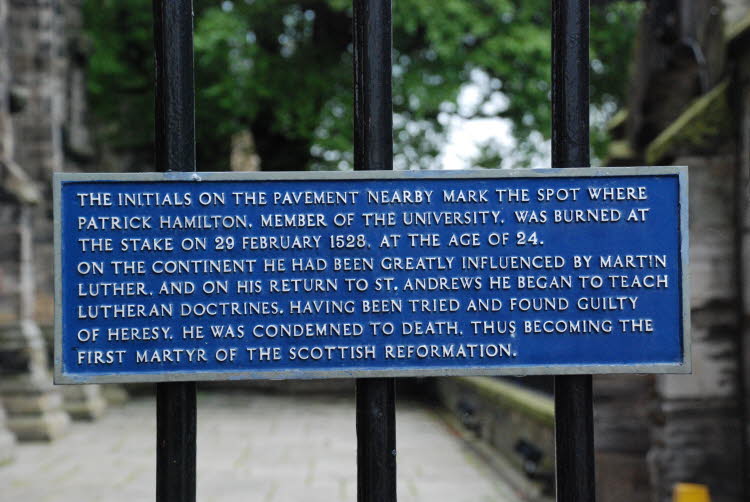 THE INITIALS ON THE PAVEMENT NEARBY MARK THE SPOT WHERE
PATRICK HAMILTON, MEMBER OF THE UNIVERSITY, WAS BURNED AT
THE STAKE ON 29 FEBRUARY 1528, AT THE AGE OF 24.
ON THE CONTINENT HE HAD BEEN GREATLY INFLUENCED BY MARTIN
LUTHER, AND ON HIS RETURN TO ST. ANDREWS HE BEGAN TO TEACH
LUTHERAN DOCTRINES. HAVING BEEN TRIED AND FOUND GUILTY
OF HERESY, HE WAS CONDEMNED TO DEATH, THUS BECOMING THE
FIRST MARTYR OF THE SCOTTISH REFORMATION.